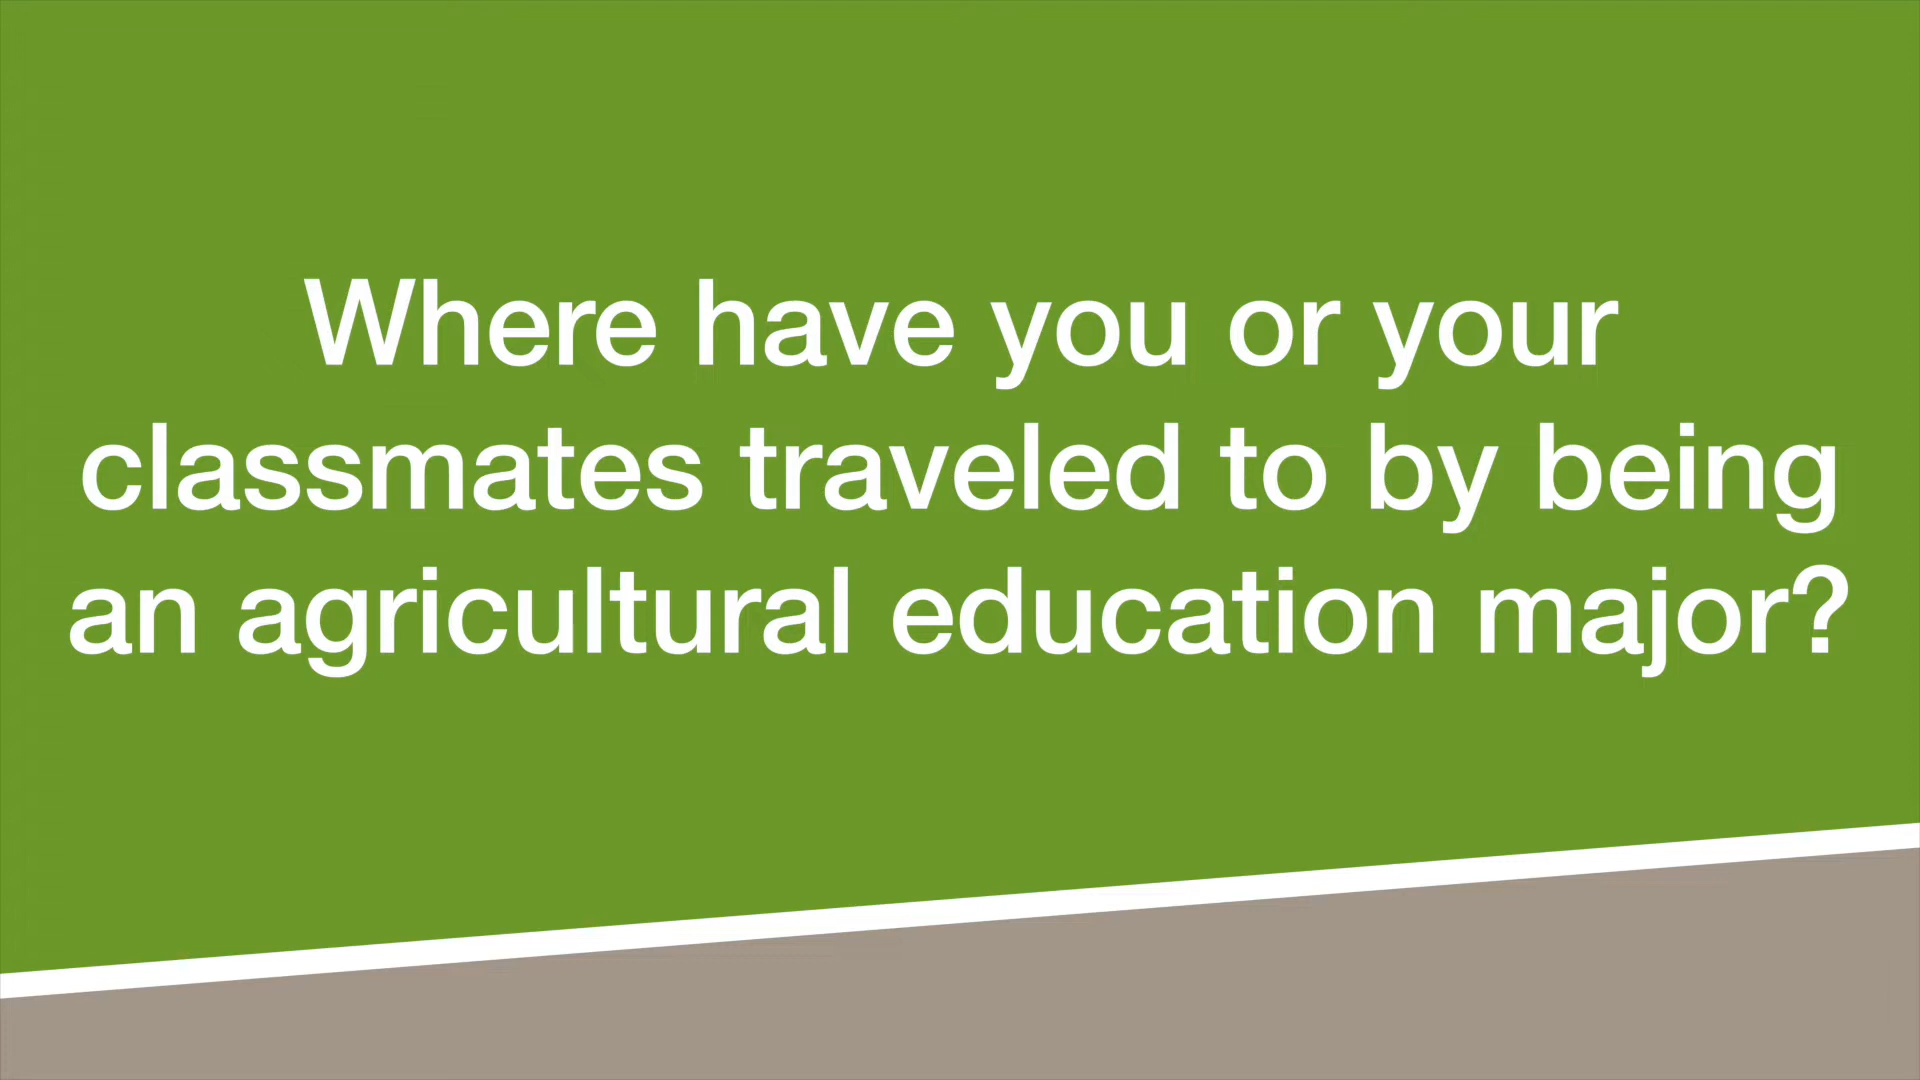 Where have you or your
classmates traveled to by being
an agricultural education major?